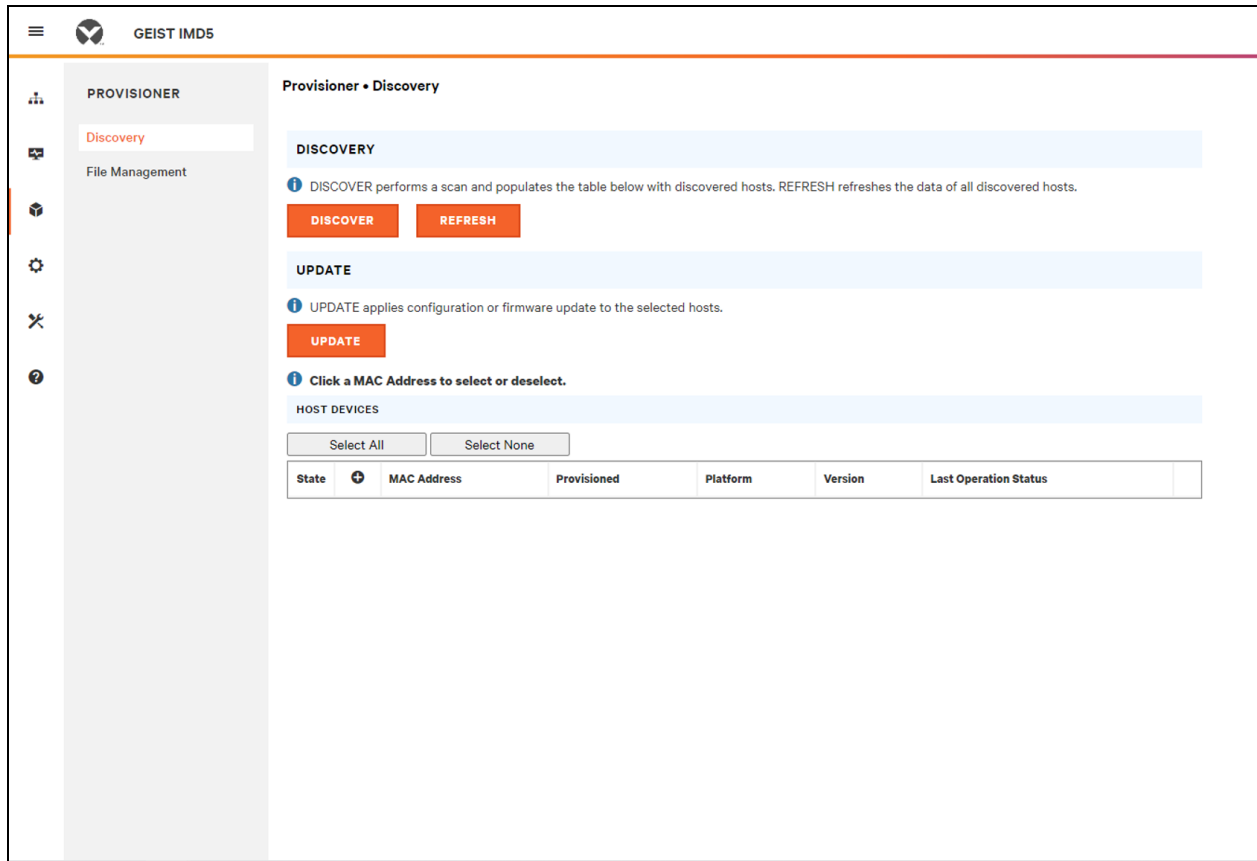 GEIST IMD5
PROVISIONER
Discovery
File Management
Provisioner • Discovery
DISCOVERY
DISCOVER performs a scan and populates the table below with discovered hosts. REFRESH refreshes the data of all discovered hosts.
DISCOVER REFRESH
UPDATE
UPDATE applies configuration or firmware update to the selected hosts.
UPDATE
Click a MAC Address to select or deselect.
HOST DEVICES
Select All Select None
State MAC Address Provisioned Platform Version Last Operation Status